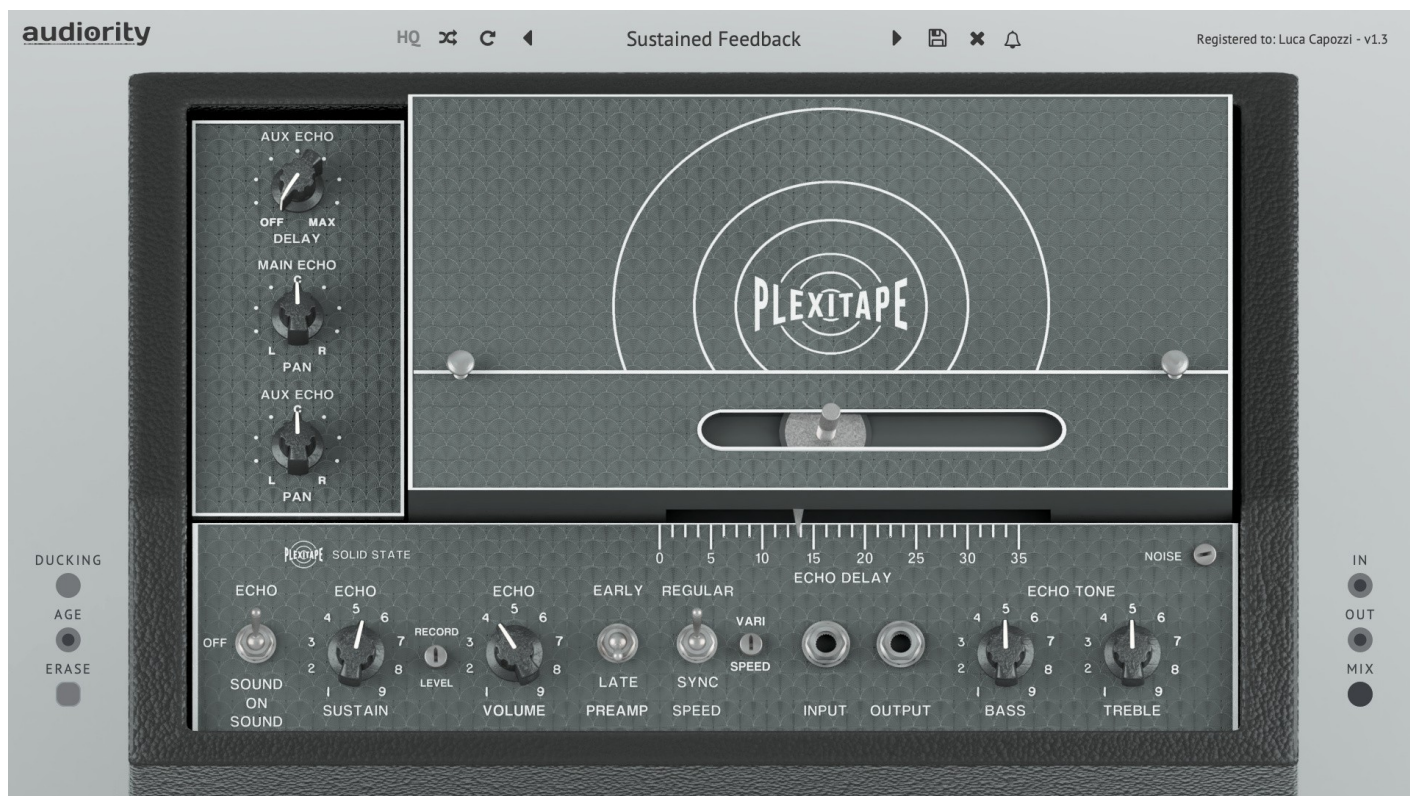 audiority
HQ
Sustained Feedback
Registered to: Luca Capozzi - v1.3
AUX ECHO
OFF MAX
DELAY
MAIN ECHO
C
L R
PAN
AUX ECHO
C
L R
PAN
PLEXITAPE
PLEXITAPE SOLID STATE
0 5 10 15 20 25 30 35
ECHO DELAY
NOISE
DUCKING
AGE
ERASE
ECHO
OFF
SOUND
ON
SOUND
ECHO
1 2 3 4 5 6 7 8 9
SUSTAIN
RECORD
LEVEL
ECHO
1 2 3 4 5 6 7 8 9
VOLUME
EARLY
LATE
PREAMP
REGULAR
SYNC
SPEED
VARI
SPEED
INPUT
OUTPUT
ECHO TONE
1 2 3 4 5 6 7 8 9
BASS
1 2 3 4 5 6 7 8 9
TREBLE
IN
OUT
MIX